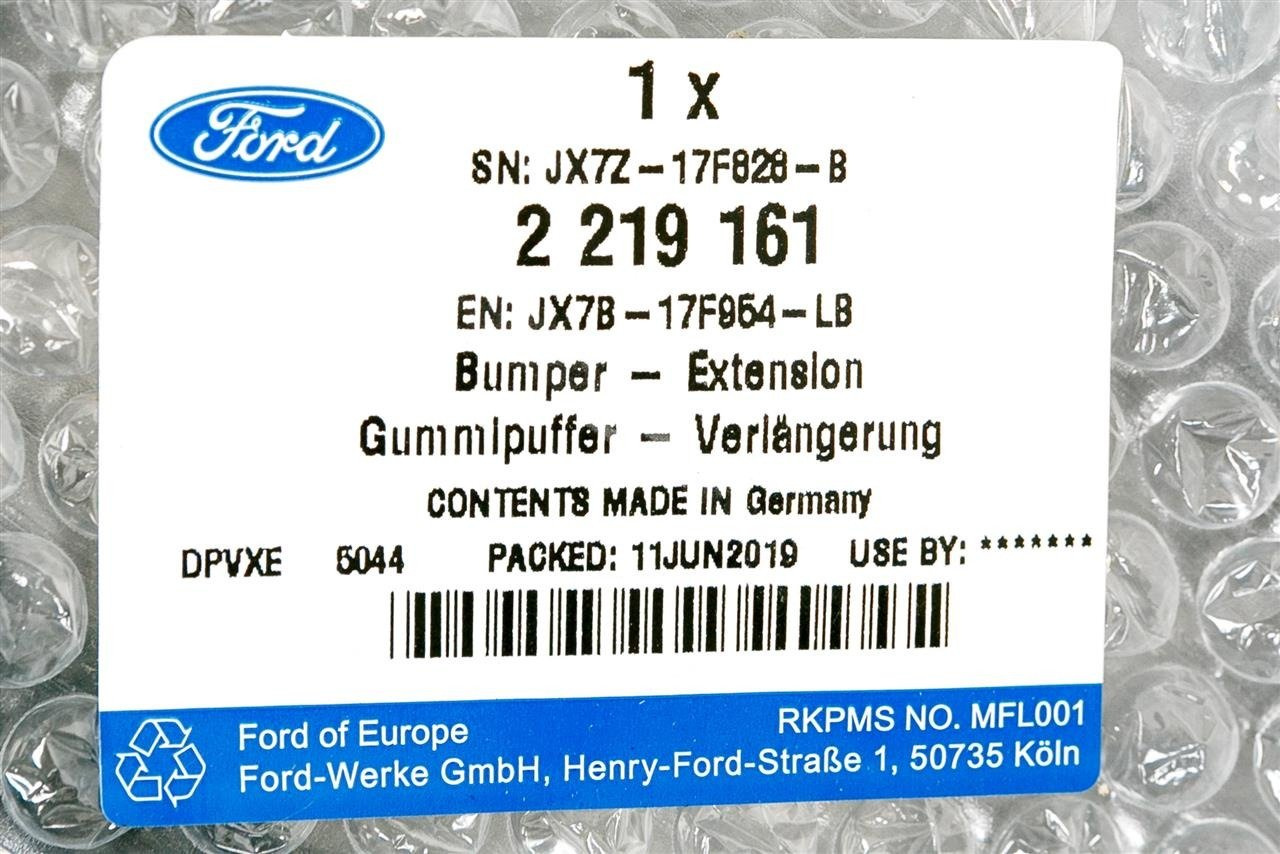 Ford
1 x
SN: JX7Z-17F828-B
2 219 161
EN: JX7B-17F954-LB
Bumper - Extension
Gummipuffer - Verlängerung
CONTENTS MADE IN Germany
DPVXE 5044 PACKED: 11JUN2019 USE BY: *******
Ford of Europe RKPMS NO. MFL001
Ford-Werke GmbH, Henry-Ford-Straße 1, 50735 Köln